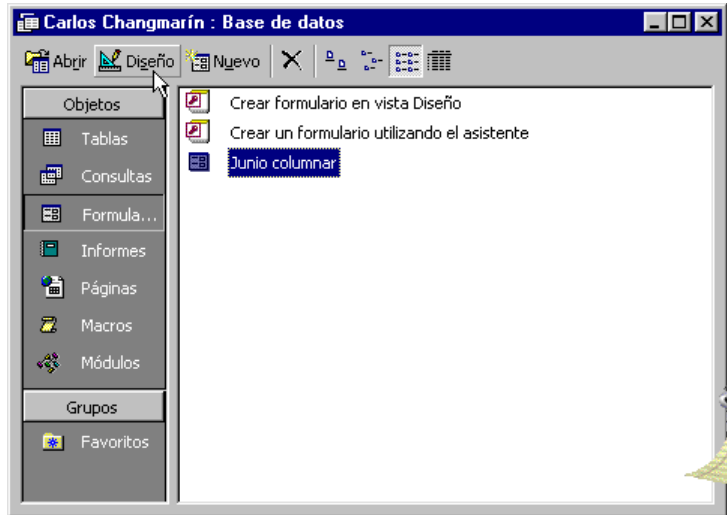 Carlos Changmarín : Base de datos
Abrir Diseño Nuevo
Objetos
Tablas
Consultas
Formula...
Informes
Páginas
Macros
Módulos
Grupos
Favoritos
Crear formulario en vista Diseño
Crear un formulario utilizando el asistente
Junio columnar